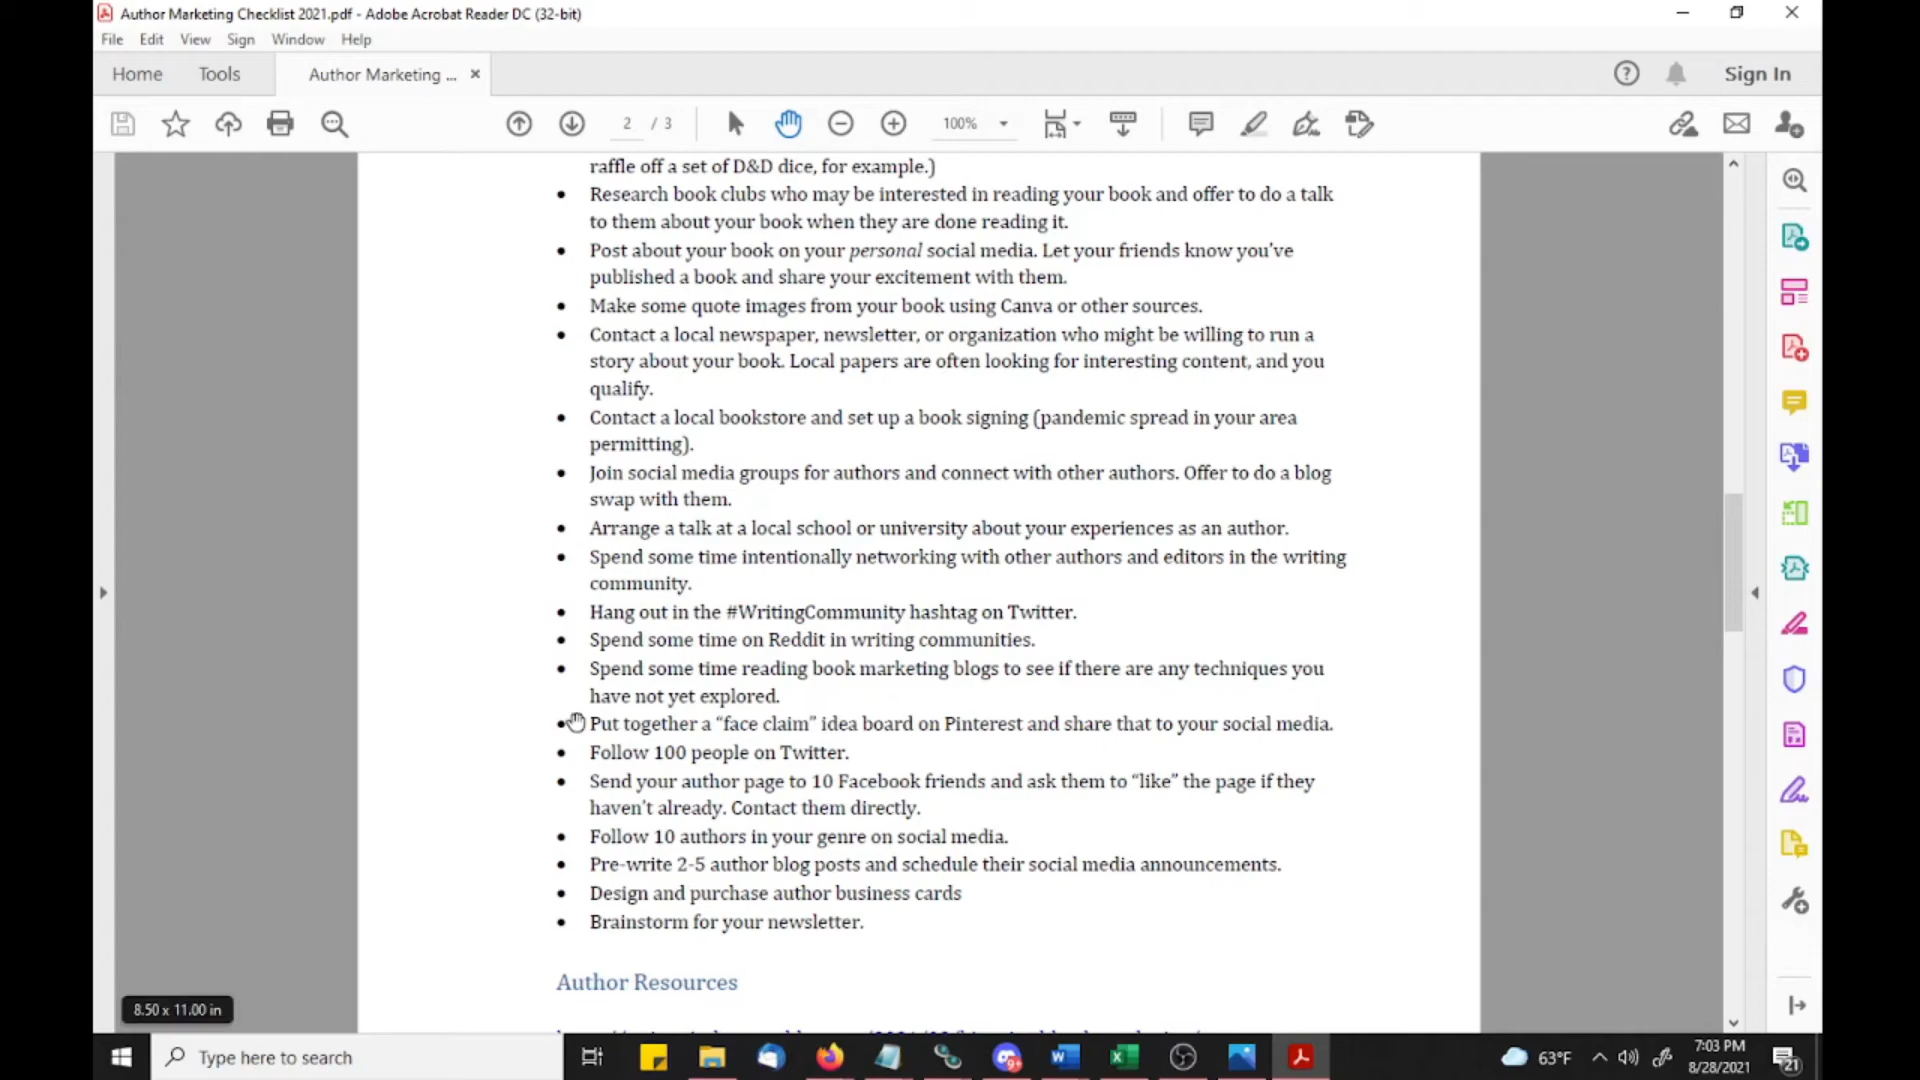 Author Marketing Checklist 2021.pdf - Adobe Acrobat Reader DC (32-bit)
File Edit View Sign Window Help
Home Tools Author Marketing ... × Sign In
2 / 3 100%
raffle off a set of D&D dice, for example.)
• Research book clubs who may be interested in reading your book and offer to do a talk
to them about your book when they are done reading it.
• Post about your book on your personal social media. Let your friends know you've
published a book and share your excitement with them.
• Make some quote images from your book using Canva or other sources.
• Contact a local newspaper, newsletter, or organization who might be willing to run a
story about your book. Local papers are often looking for interesting content, and you
qualify.
• Contact a local bookstore and set up a book signing (pandemic spread in your area
permitting).
• Join social media groups for authors and connect with other authors. Offer to do a blog
swap with them.
• Arrange a talk at a local school or university about your experiences as an author.
• Spend some time intentionally networking with other authors and editors in the writing
community.
• Hang out in the #WritingCommunity hashtag on Twitter.
• Spend some time on Reddit in writing communities.
• Spend some time reading book marketing blogs to see if there are any techniques you
have not yet explored.
• Put together a “face claim” idea board on Pinterest and share that to your social media.
• Follow 100 people on Twitter.
• Send your author page to 10 Facebook friends and ask them to “like” the page if they
haven't already. Contact them directly.
• Follow 10 authors in your genre on social media.
• Pre-write 2-5 author blog posts and schedule their social media announcements.
• Design and purchase author business cards
• Brainstorm for your newsletter.
Author Resources
8.50 x 11.00 in
Type here to search
63°F
7:03 PM
8/28/2021
21